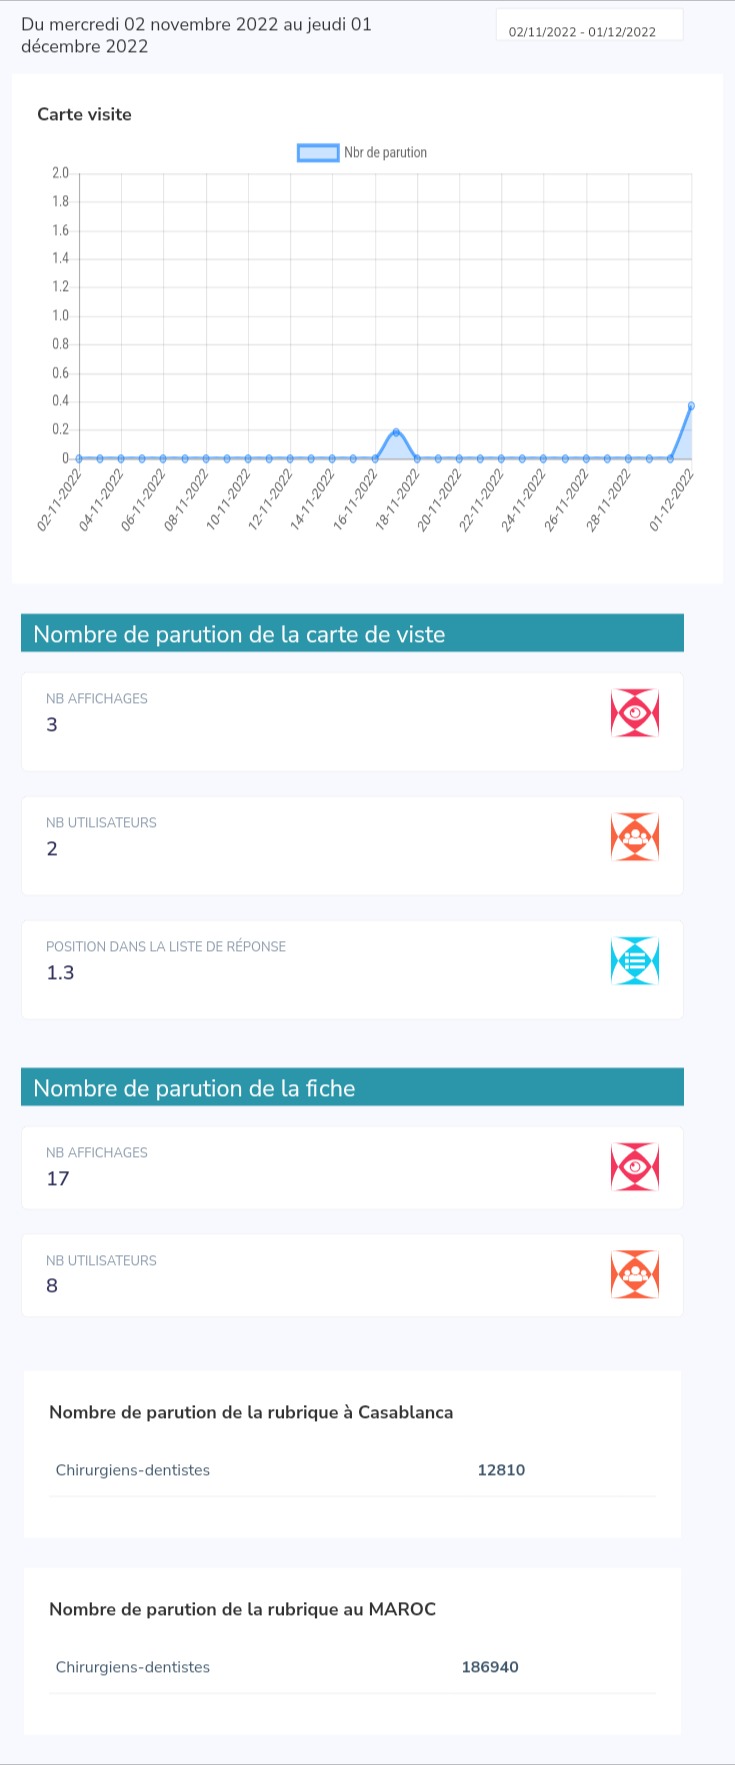 Du mercredi 02 novembre 2022 au jeudi 01
décembre 2022
02/11/2022 - 01/12/2022
Carte visite
Nbr de parution
2.0
1.8
1.6
1.4
1.2
1.0
0.8
0.6
0.4
0.2
0
02-11-2022
04-11-2022
06-11-2022
08-11-2022
10-11-2022
12-11-2022
14-11-2022
16-11-2022
18-11-2022
20-11-2022
22-11-2022
24-11-2022
26-11-2022
28-11-2022
01-12-2022
Nombre de parution de la carte de viste
NB AFFICHAGES
3
NB UTILISATEURS
2
POSITION DANS LA LISTE DE RÉPONSE
1.3
Nombre de parution de la fiche
NB AFFICHAGES
17
NB UTILISATEURS
8
Nombre de parution de la rubrique à Casablanca
Chirurgiens-dentistes 12810
Nombre de parution de la rubrique au MAROC
Chirurgiens-dentistes 186940